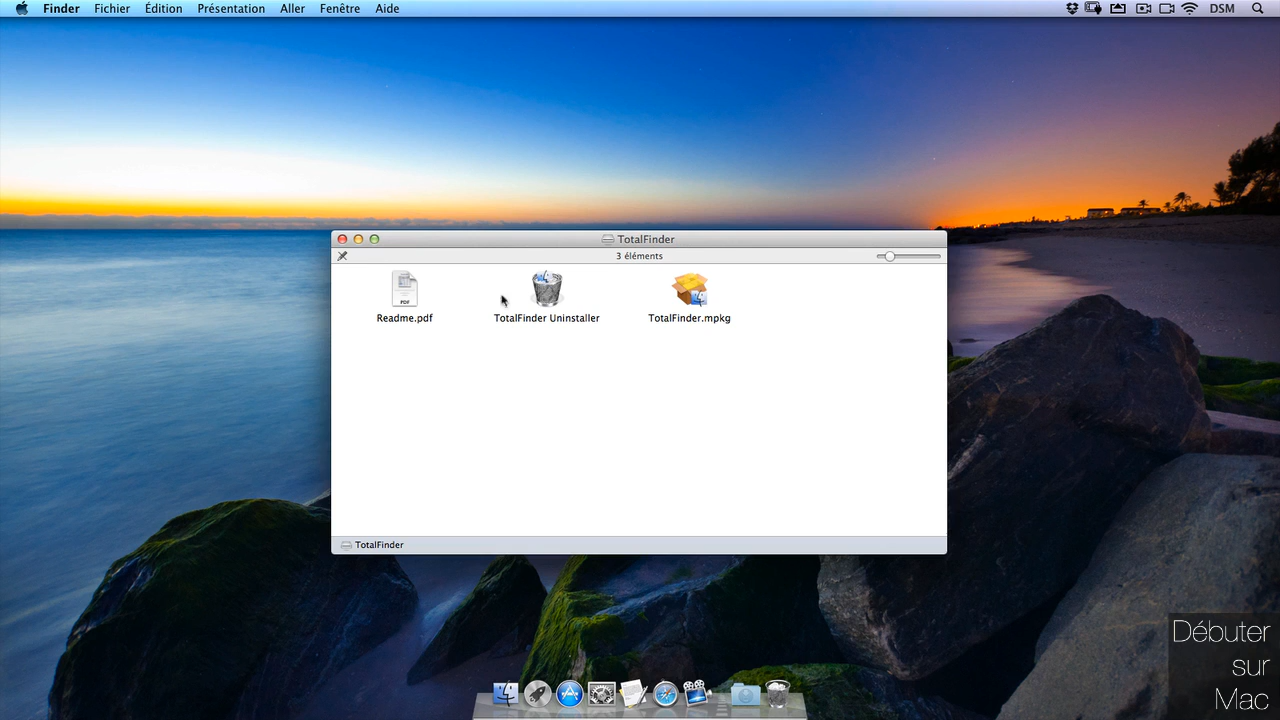 Finder Fichier Édition Présentation Aller Fenêtre Aide DSM
TotalFinder
3 éléments
PDF
Readme.pdf TotalFinder Uninstaller TotalFinder.mpkg
TotalFinder
Débuter
sur
Mac